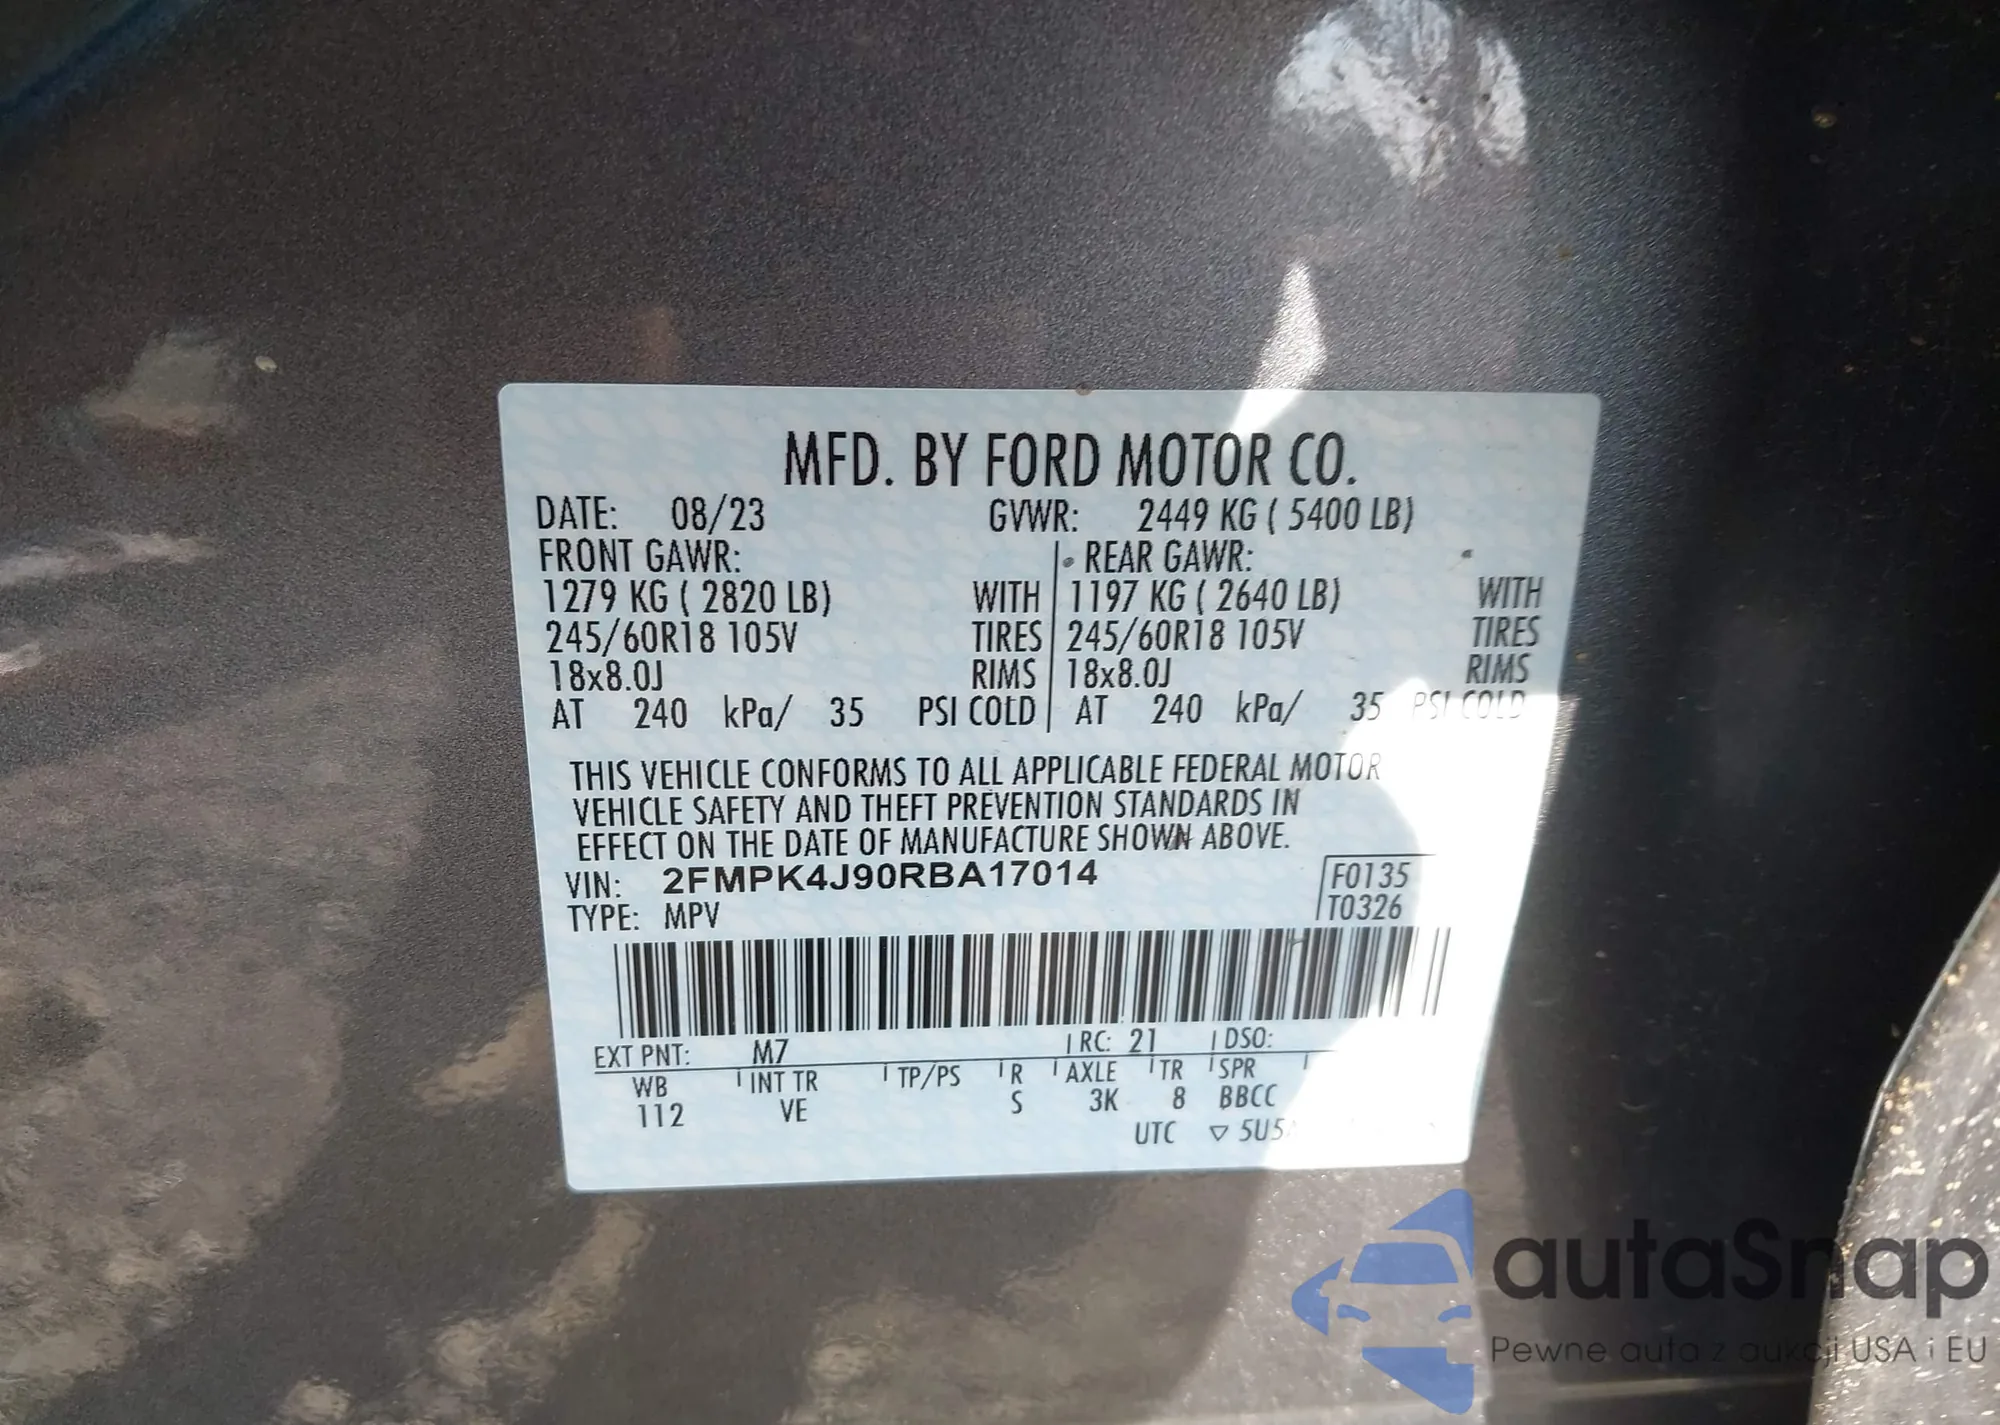 MFD. BY FORD MOTOR CO.
DATE: 08/23 GVWR: 2449 KG ( 5400 LB)
FRONT GAWR: REAR GAWR:
1279 KG ( 2820 LB) WITH 1197 KG ( 2640 LB) WITH
245/60R18 105V TIRES 245/60R18 105V TIRES
18x8.0J RIMS 18x8.0J RIMS
AT 240 kPa/ 35 PSI COLD AT 240 kPa/ 35 PSI COLD
THIS VEHICLE CONFORMS TO ALL APPLICABLE FEDERAL MOTOR
VEHICLE SAFETY AND THEFT PREVENTION STANDARDS IN
EFFECT ON THE DATE OF MANUFACTURE SHOWN ABOVE.
VIN: 2FMPK4J90RBA17014 F0135
TYPE: MPV T0326
EXT PNT: M7 RC: 21 DSO:
WB INT TR TP/PS R AXLE TR SPR
112 VE S 3K 8 BBCC
UTC ▽
autaSnap
Pewne auta z aukcji USA i EU